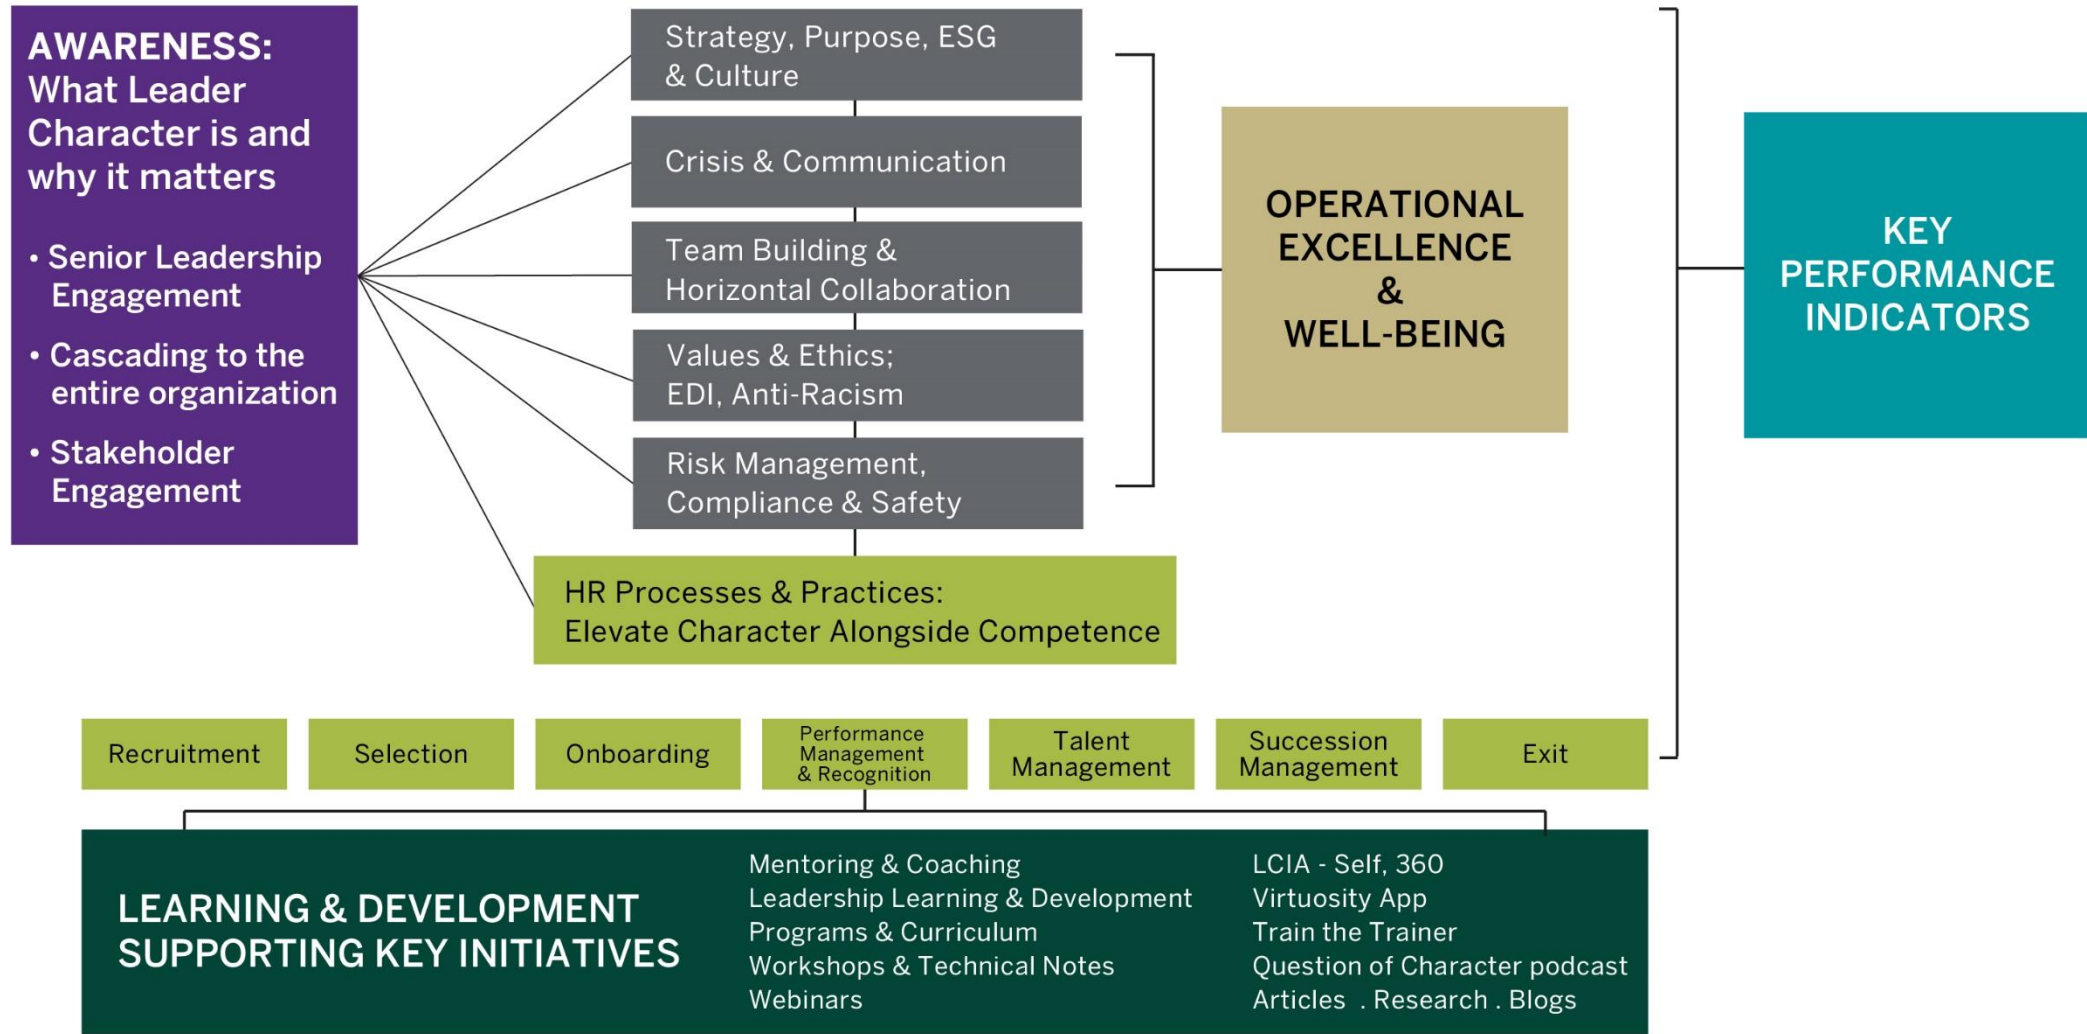 AWARENESS:
What Leader
Character is and
why it matters
• Senior Leadership
Engagement
• Cascading to the
entire organization
• Stakeholder
Engagement
Strategy, Purpose, ESG
& Culture
Crisis & Communication
Team Building &
Horizontal Collaboration
Values & Ethics;
EDI, Anti-Racism
Risk Management,
Compliance & Safety
HR Processes & Practices:
Elevate Character Alongside Competence
OPERATIONAL
EXCELLENCE
&
WELL-BEING
KEY
PERFORMANCE
INDICATORS
Recruitment
Selection
Onboarding
Performance
Management
& Recognition
Talent
Management
Succession
Management
Exit
LEARNING & DEVELOPMENT
SUPPORTING KEY INITIATIVES
Mentoring & Coaching
Leadership Learning & Development
Programs & Curriculum
Workshops & Technical Notes
Webinars
LCIA - Self, 360
Virtuosity App
Train the Trainer
Question of Character podcast
Articles . Research . Blogs